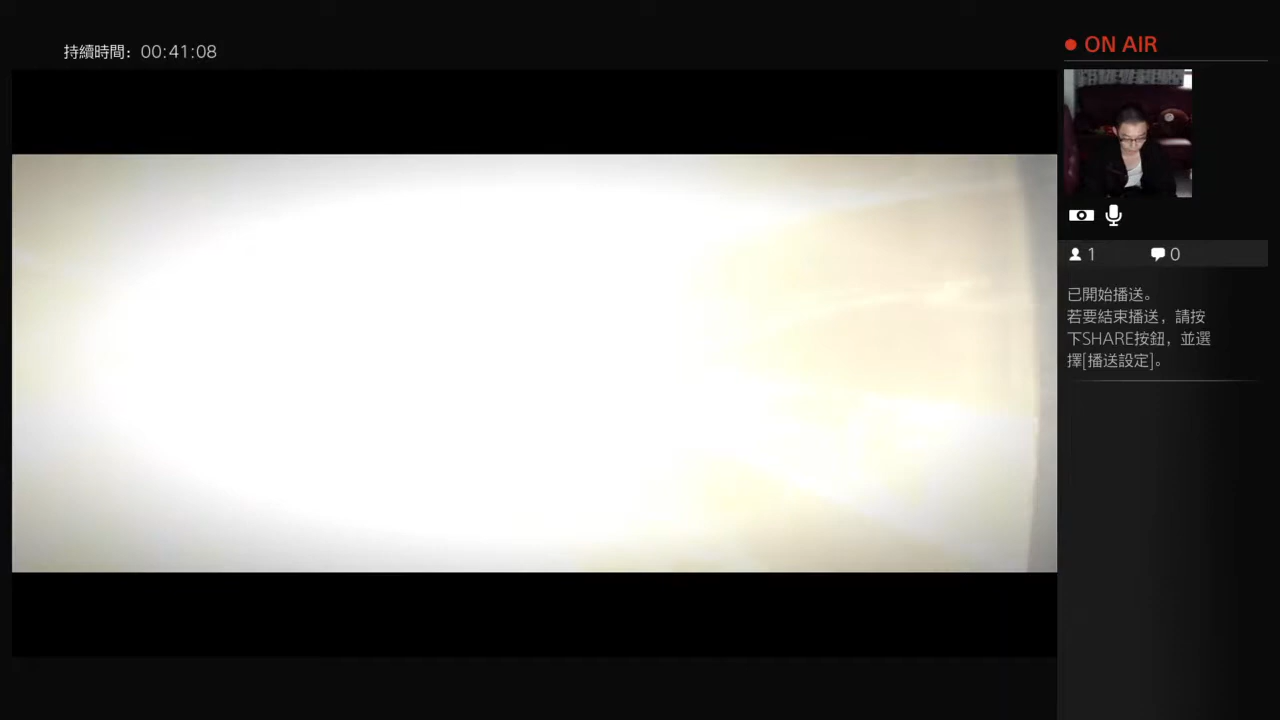 持續時間：00:41:08
ON AIR
1
0
已開始播送。
若要結束播送，請按
下SHARE按鈕，並選
擇[播送設定]。